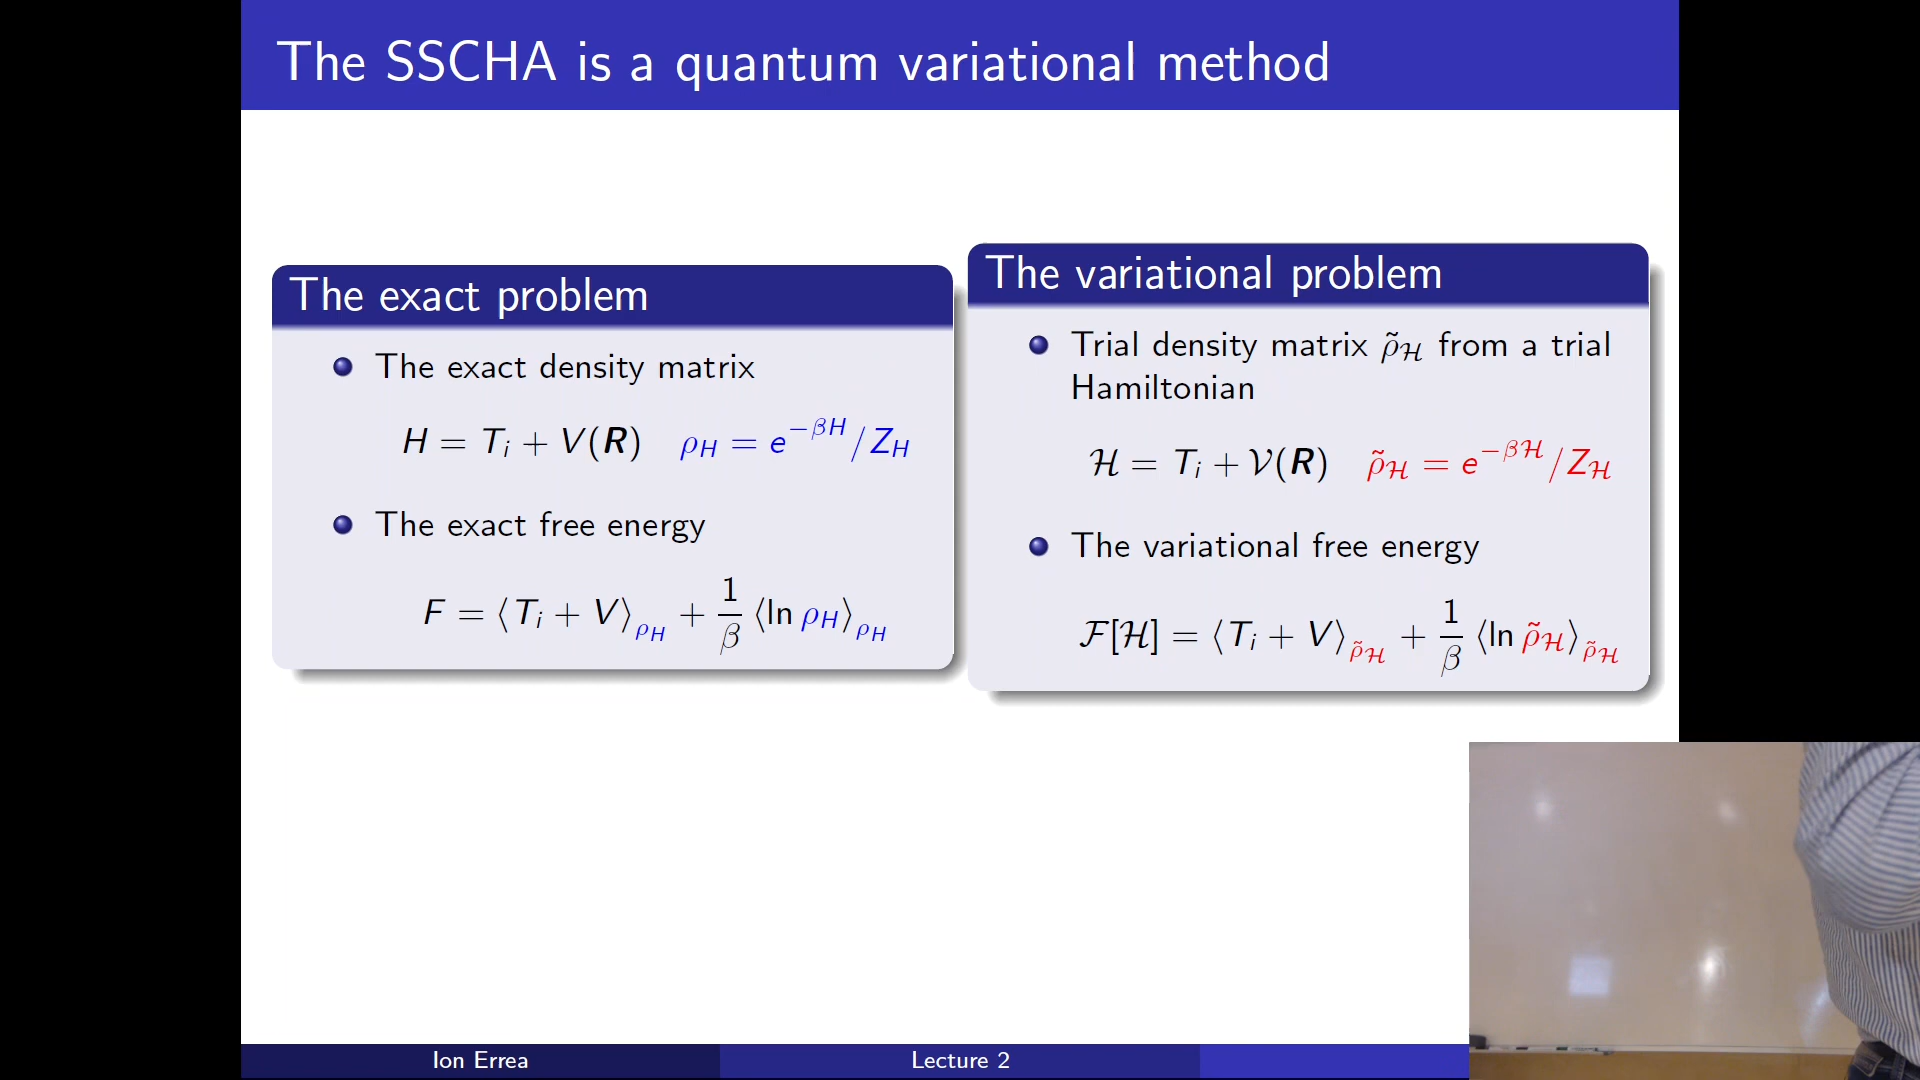 The SSCHA is a quantum variational method
The exact problem
The exact density matrix
H = T_i + V(R)   ρ_H = e^{−βH}/Z_H
The exact free energy
F = ⟨T_i + V⟩_{ρ_H} + 1/β ⟨ln ρ_H⟩_{ρ_H}
The variational problem
Trial density matrix ρ̃_ℋ from a trial
Hamiltonian
ℋ = T_i + 𝒱(R)   ρ̃_ℋ = e^{−βℋ}/Z_ℋ
The variational free energy
ℱ[ℋ] = ⟨T_i + V⟩_{ρ̃_ℋ} + 1/β ⟨ln ρ̃_ℋ⟩_{ρ̃_ℋ}
Ion Errea
Lecture 2